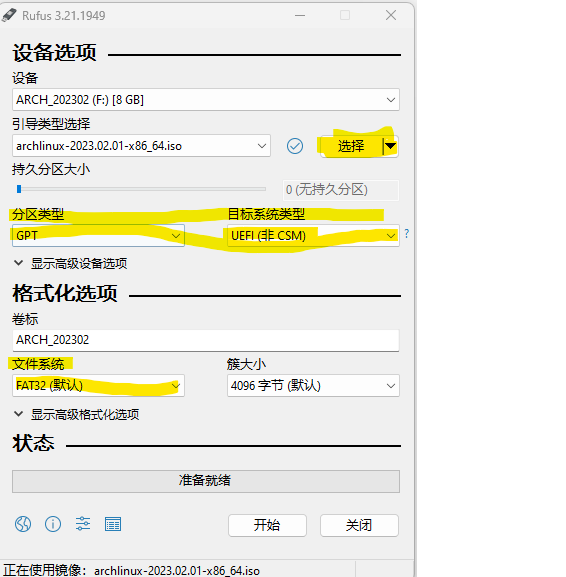 Rufus 3.21.1949
设备选项
设备
ARCH_202302 (F:) [8 GB]
引导类型选择
archlinux-2023.02.01-x86_64.iso
选择
持久分区大小
0 (无持久分区)
分区类型 目标系统类型
GPT UEFI (非 CSM) ?
显示高级设备选项
格式化选项
卷标
ARCH_202302
文件系统 簇大小
FAT32 (默认) 4096 字节 (默认)
显示高级格式化选项
状态
准备就绪
开始 关闭
正在使用镜像: archlinux-2023.02.01-x86_64.iso